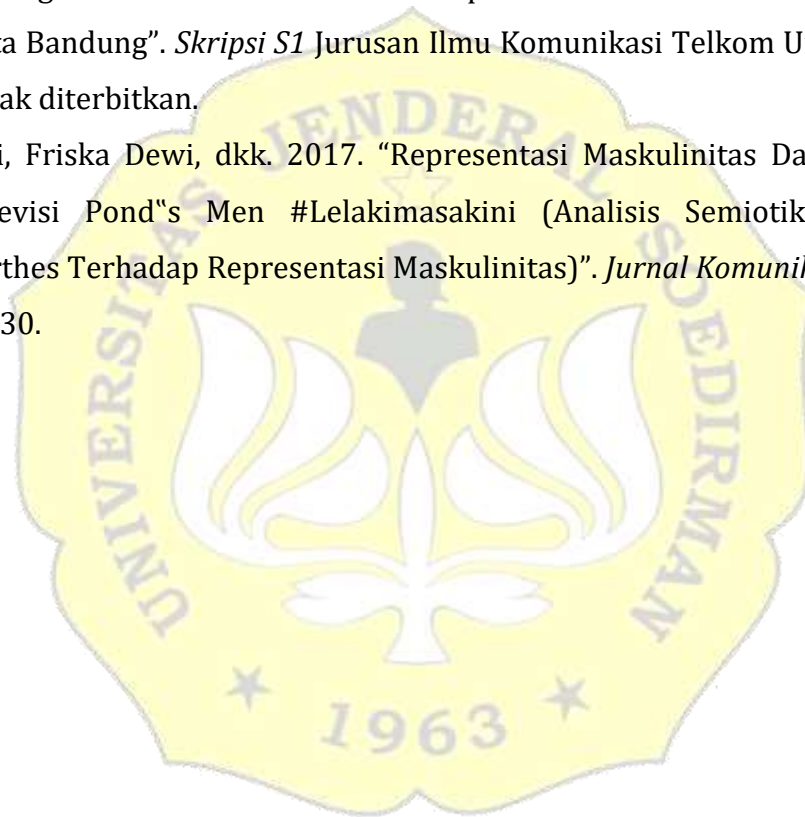 ta Bandung”. Skripsi S1 Jurusan Ilmu Komunikasi Telkom U
ak diterbitkan.
i, Friska Dewi, dkk. 2017. “Representasi Maskulinitas Da
evisi Pond‟s Men #Lelakimasakini (Analisis Semiotik
rthes Terhadap Representasi Maskulinitas)”. Jurnal Komunik
30.
UNIVERSITAS JENDERAL SOEDIRMAN
1963